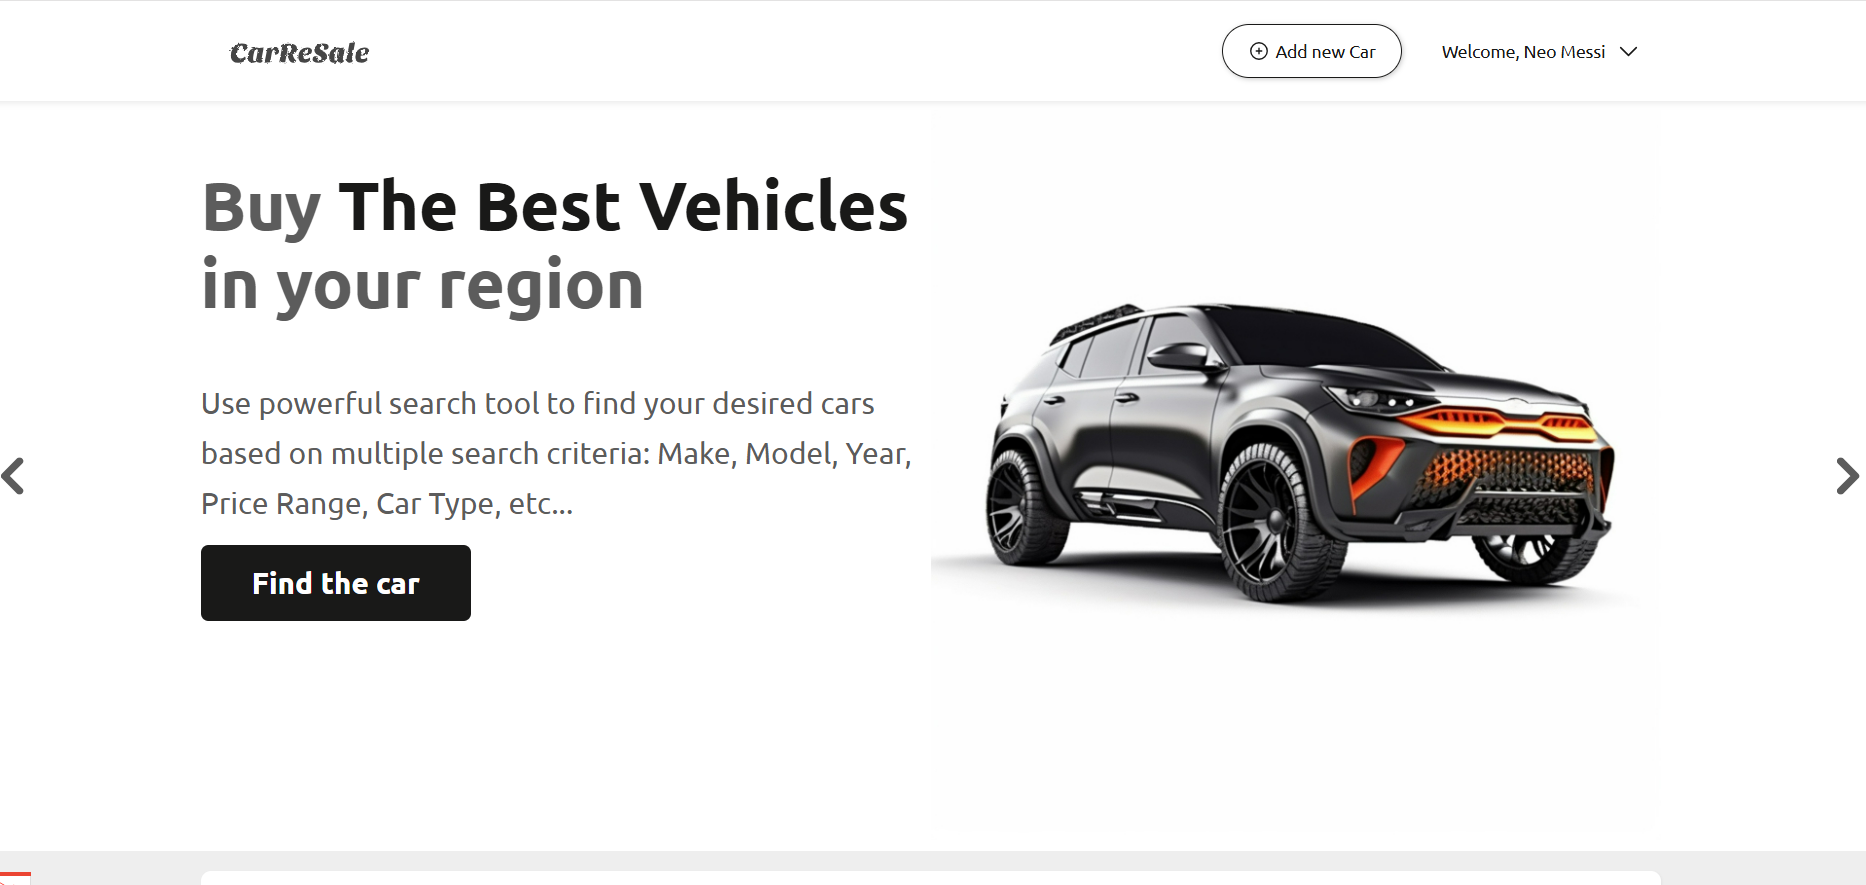 CarReSale
Add new Car
Welcome, Neo Messi
Buy The Best Vehicles
in your region
Use powerful search tool to find your desired cars
based on multiple search criteria: Make, Model, Year,
Price Range, Car Type, etc...
Find the car